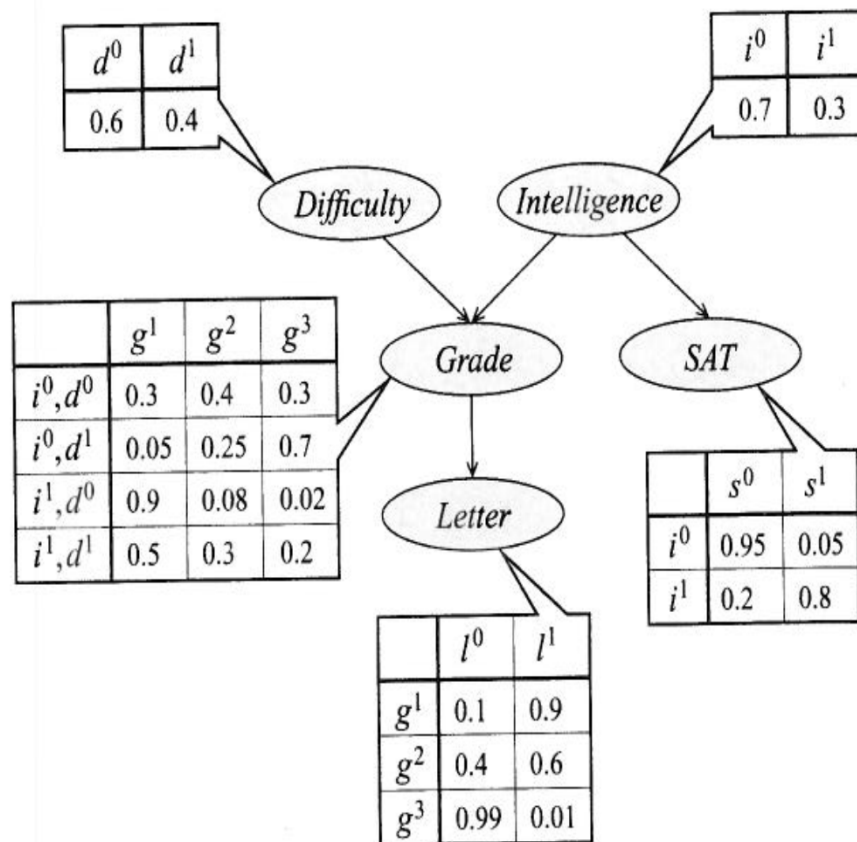 d⁰ d¹
0.6 0.4
i⁰ i¹
0.7 0.3
Difficulty
Intelligence
g¹ g² g³
i⁰,d⁰ 0.3 0.4 0.3
i⁰,d¹ 0.05 0.25 0.7
i¹,d⁰ 0.9 0.08 0.02
i¹,d¹ 0.5 0.3 0.2
Grade
SAT
Letter
s⁰ s¹
i⁰ 0.95 0.05
i¹ 0.2 0.8
l⁰ l¹
g¹ 0.1 0.9
g² 0.4 0.6
g³ 0.99 0.01